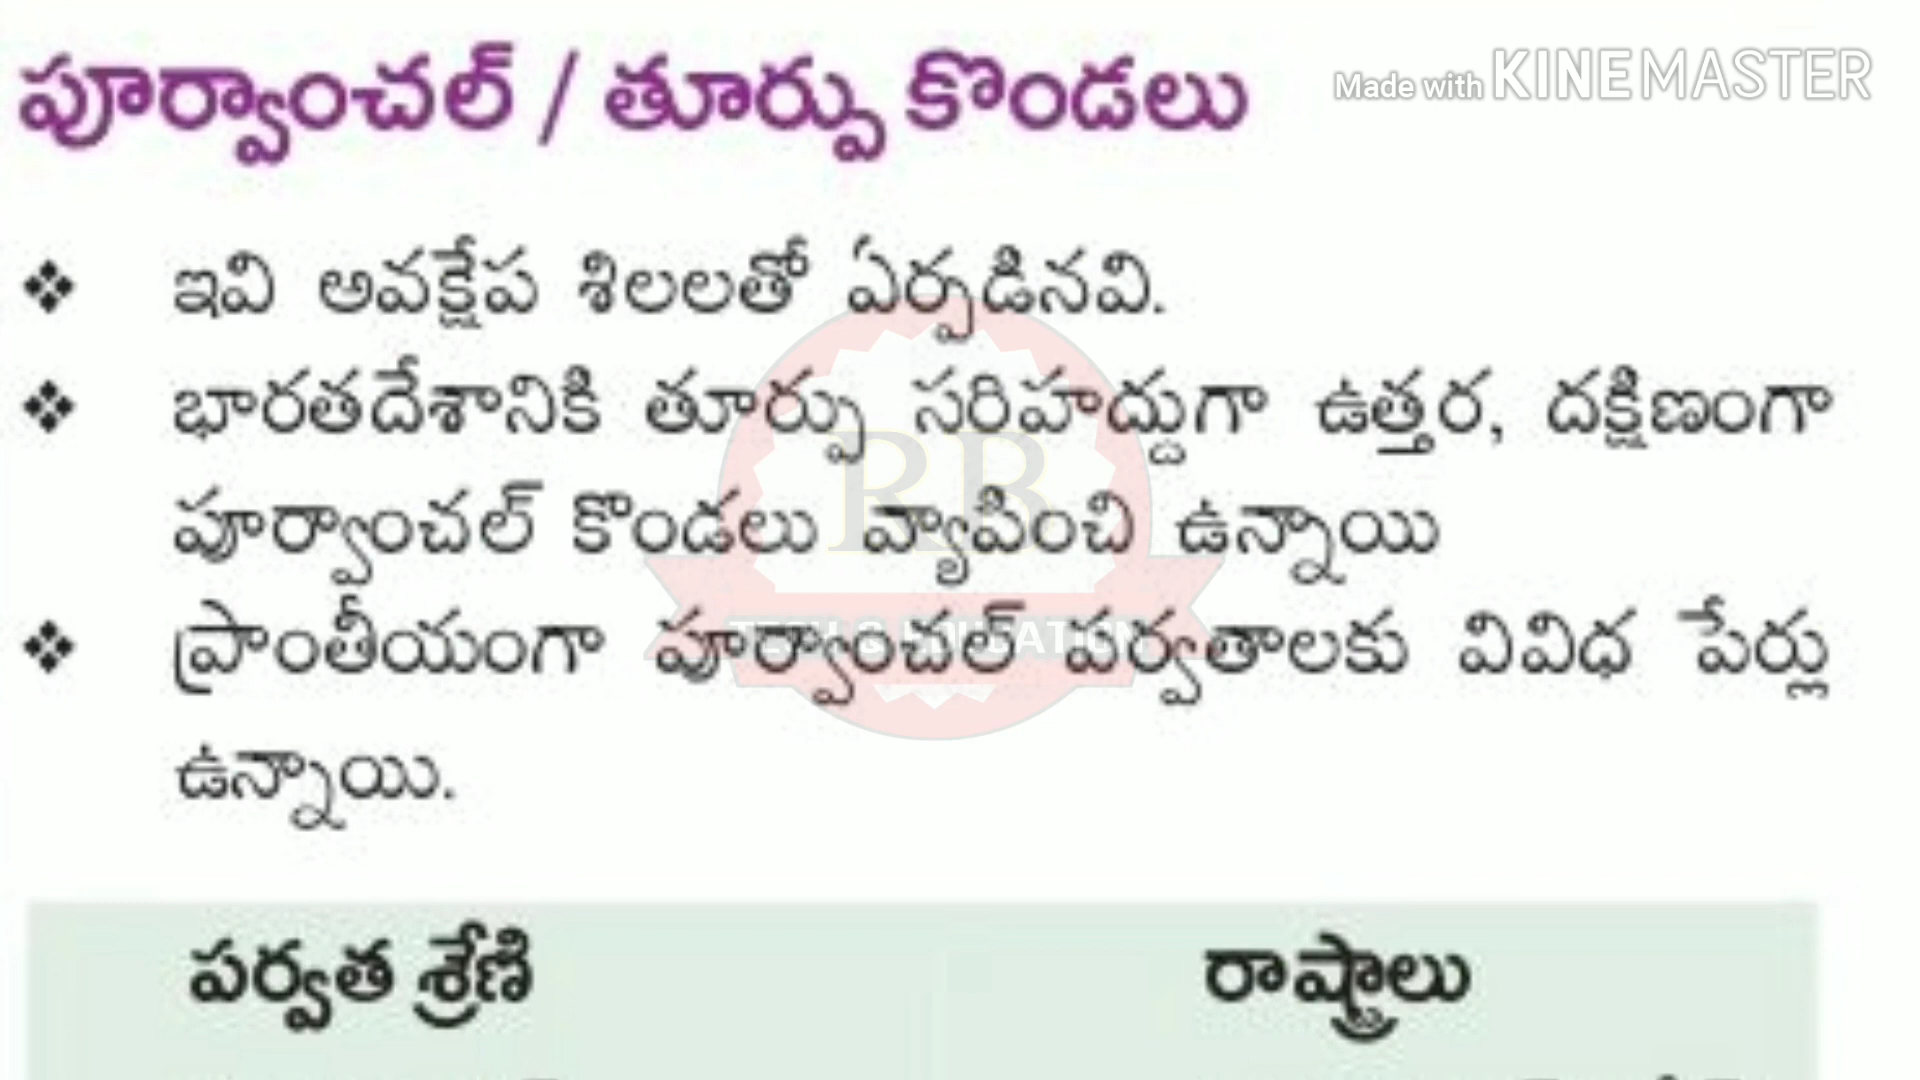 పూర్వాంచల్ / తూర్పు కొండలు
Made with KINEMASTER
❖ ఇవి అవక్షేప శిలలతో ఏర్పడినవి.
❖ భారతదేశానికి తూర్పు సరిహద్దుగా ఉత్తర, దక్షిణంగా
పూర్వాంచల్ కొండలు వ్యాపించి ఉన్నాయి
RB
❖ ప్రాంతీయంగా పూర్వాంచల్ పర్వతాలకు వివిధ పేర్లు
ఉన్నాయి.
పర్వత శ్రేణి రాష్ట్రాలు